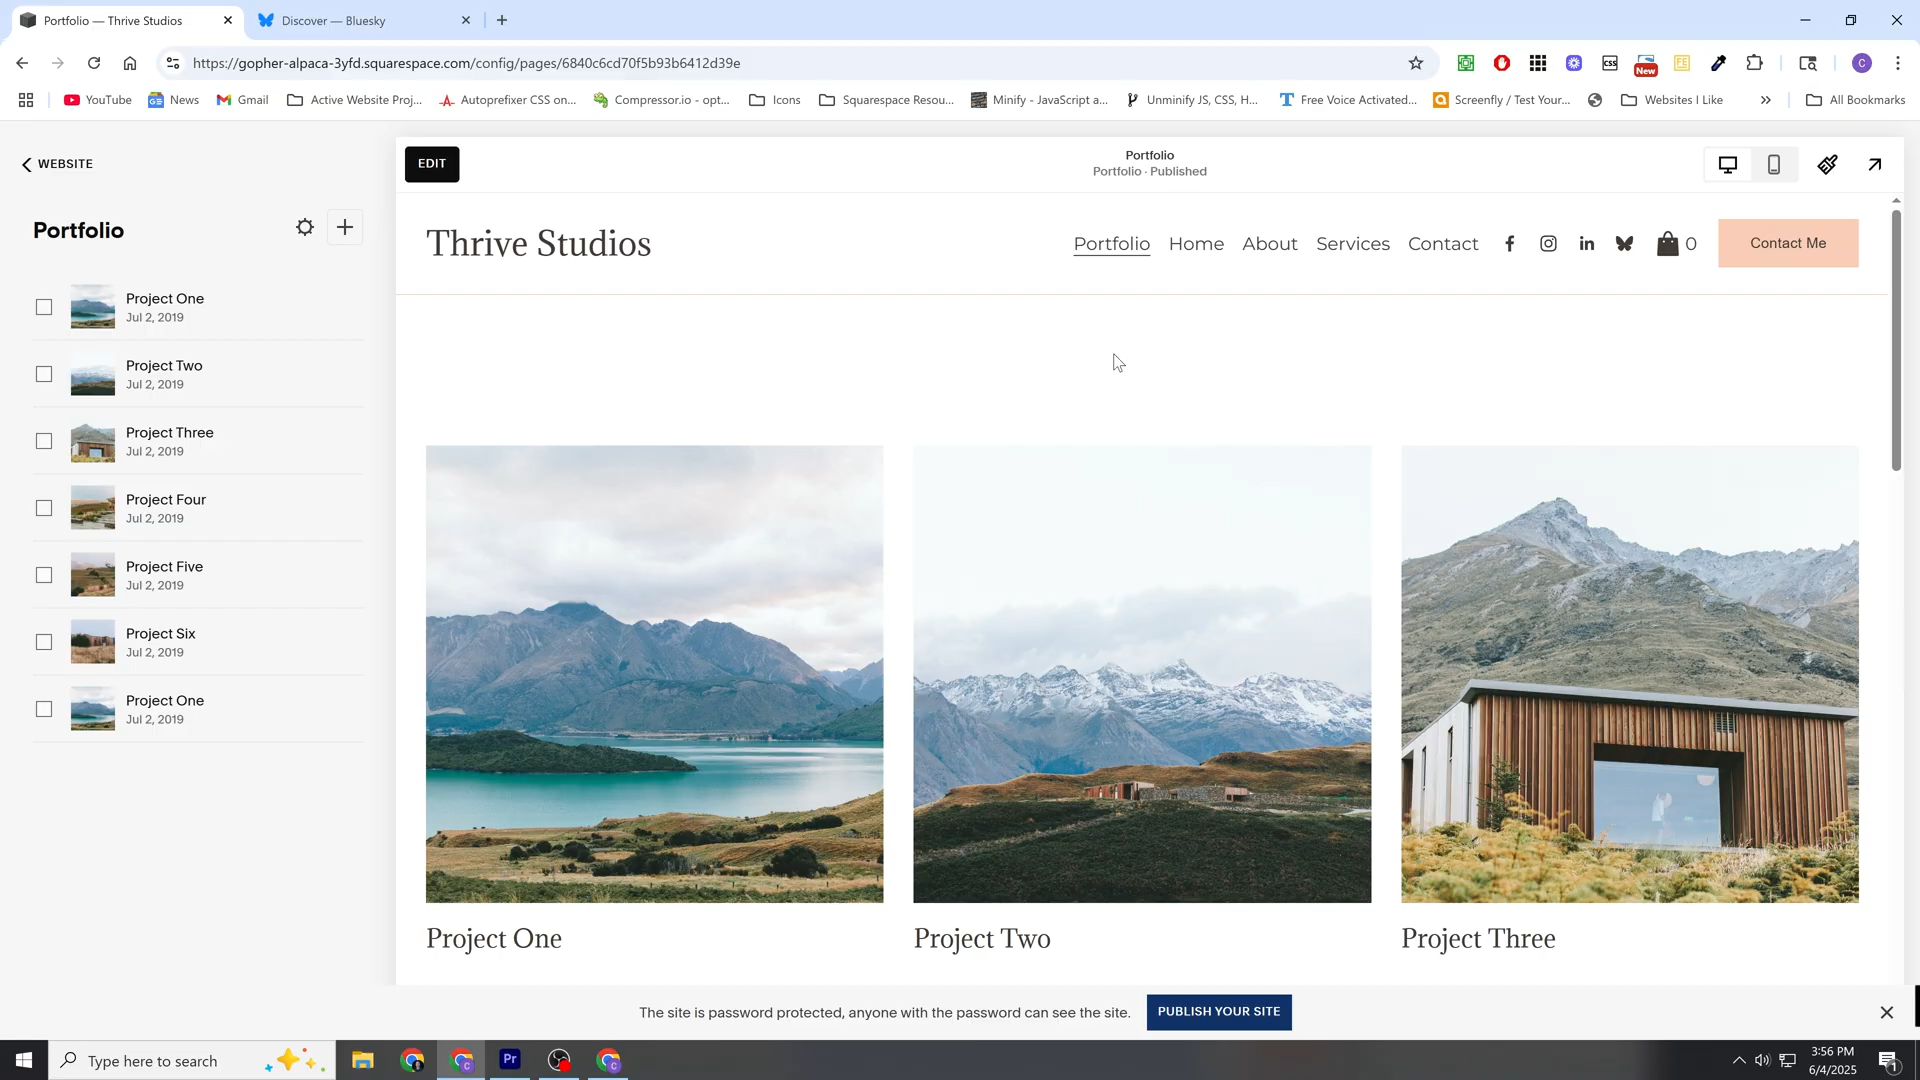 Portfolio — Thrive Studios
Discover — Bluesky
https://gopher-alpaca-3yfd.squarespace.com/config/pages/6840c6cd70f5b93b6412d39e
CSS
New
FE
C
YouTube
News
Gmail
Active Website Proj...
Autoprefixer CSS on...
Compressor.io - opt...
Icons
Squarespace Resou...
Minify - JavaScript a...
Unminify JS, CSS, H...
Free Voice Activated...
Screenfly / Test Your...
Websites I Like
All Bookmarks
WEBSITE
Portfolio
Project One
Jul 2, 2019
Project Two
Jul 2, 2019
Project Three
Jul 2, 2019
Project Four
Jul 2, 2019
Project Five
Jul 2, 2019
Project Six
Jul 2, 2019
Project One
Jul 2, 2019
EDIT
Portfolio
Portfolio · Published
Thrive Studios
Portfolio
Home
About
Services
Contact
0
Contact Me
Project One
Project Two
Project Three
The site is password protected, anyone with the password can see the site.
PUBLISH YOUR SITE
Type here to search
Pr
C
C
3:56 PM
6/4/2025
1